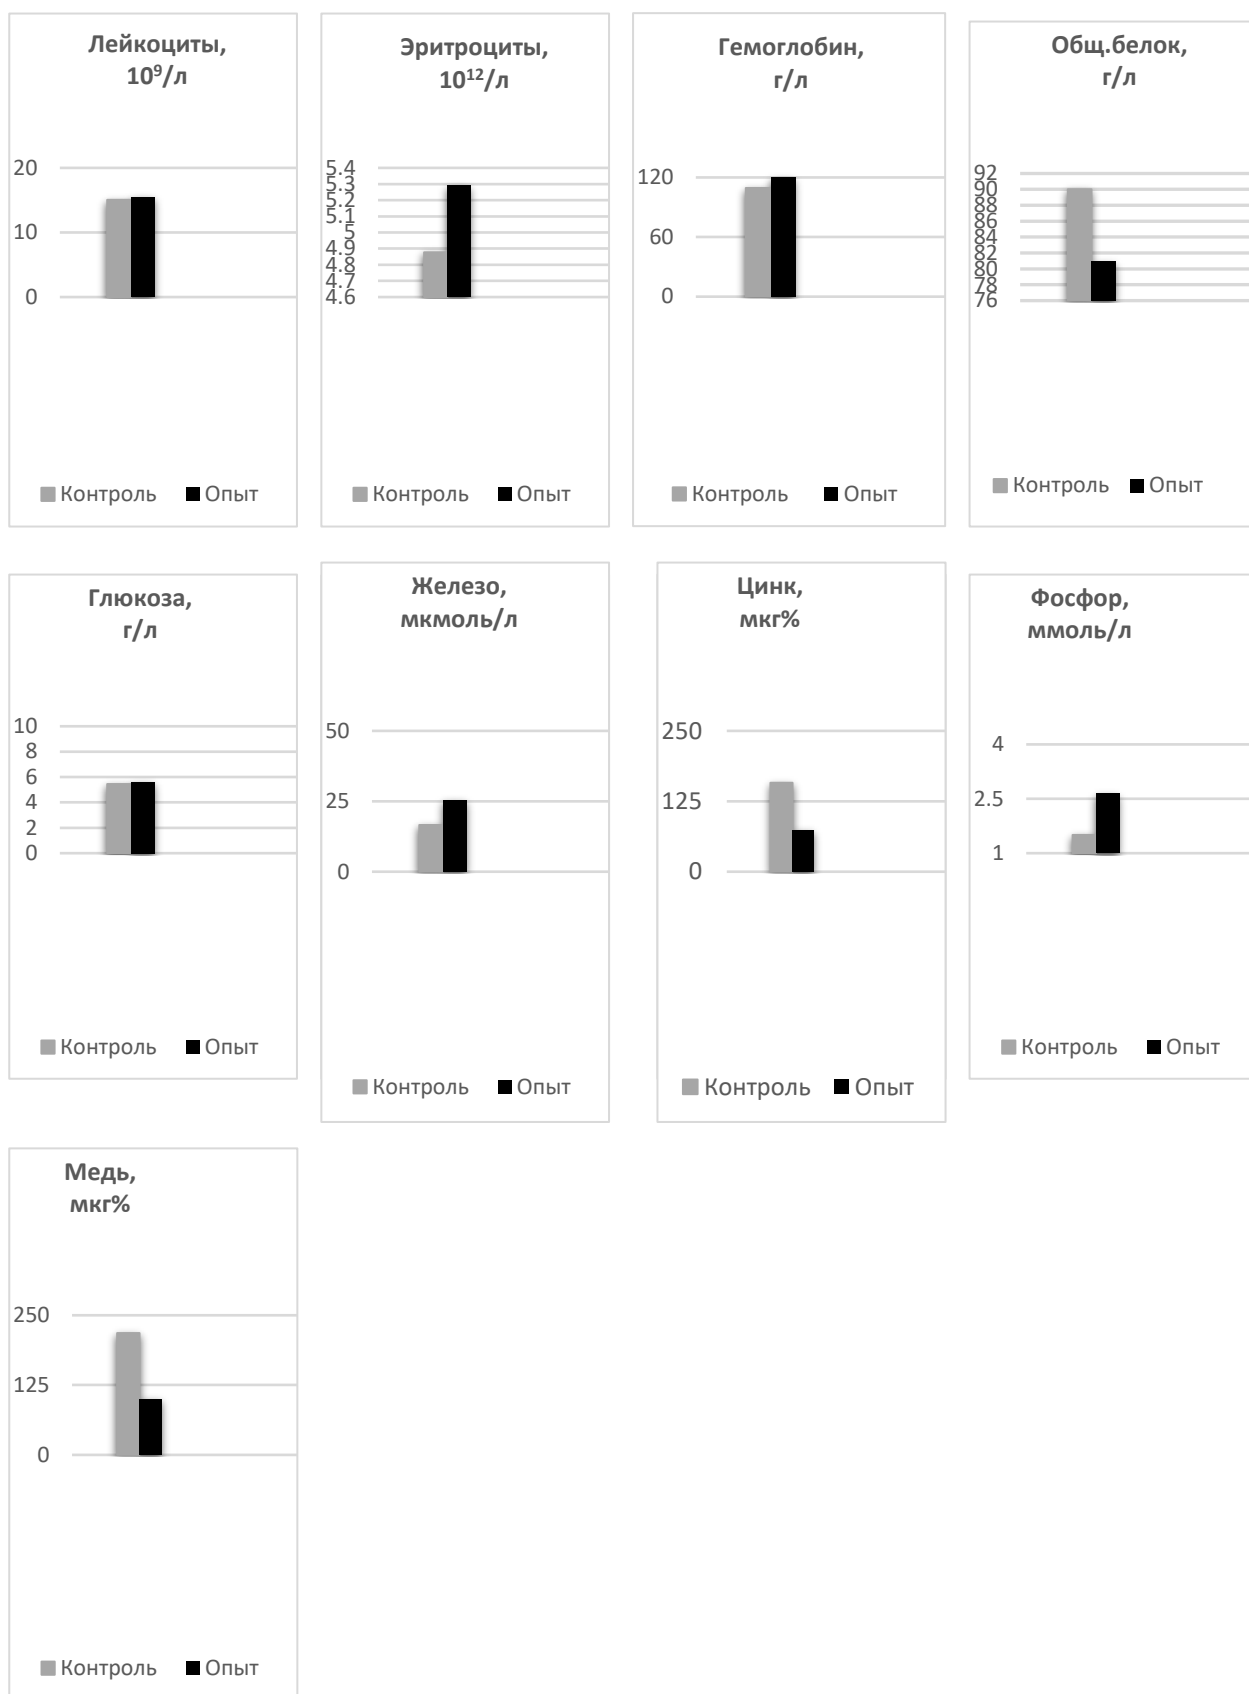 Лейкоциты,
10⁹/л
20
10
0
Контроль Опыт
Эритроциты,
10¹²/л
5.4
5.3
5.2
5.1
5
4.9
4.8
4.7
4.6
Контроль Опыт
Гемоглобин,
г/л
120
60
0
Контроль Опыт
Общ.белок,
г/л
92
90
88
86
84
82
80
78
76
Контроль Опыт
Глюкоза,
г/л
10
8
6
4
2
0
Контроль Опыт
Железо,
мкмоль/л
50
25
0
Контроль Опыт
Цинк,
мкг%
250
125
0
Контроль Опыт
Фосфор,
ммоль/л
4
2.5
1
Контроль Опыт
Медь,
мкг%
250
125
0
Контроль Опыт